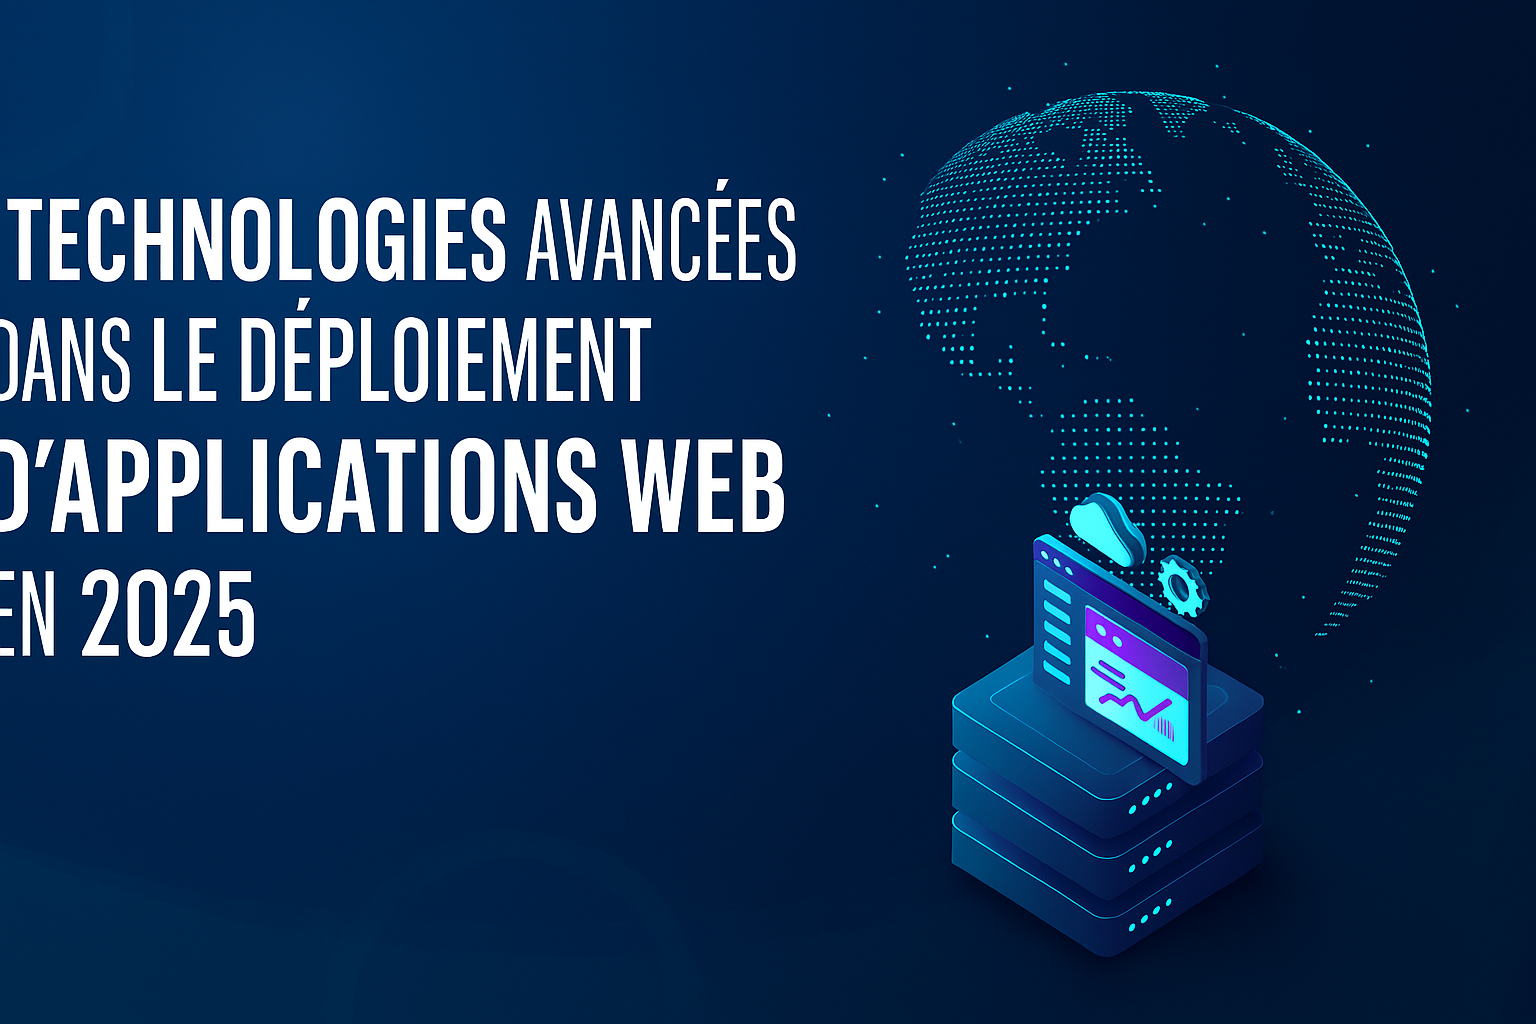 TECHNOLOGIES AVANCÉES
DANS LE DÉPLOIEMENT
D’APPLICATIONS WEB
EN 2025